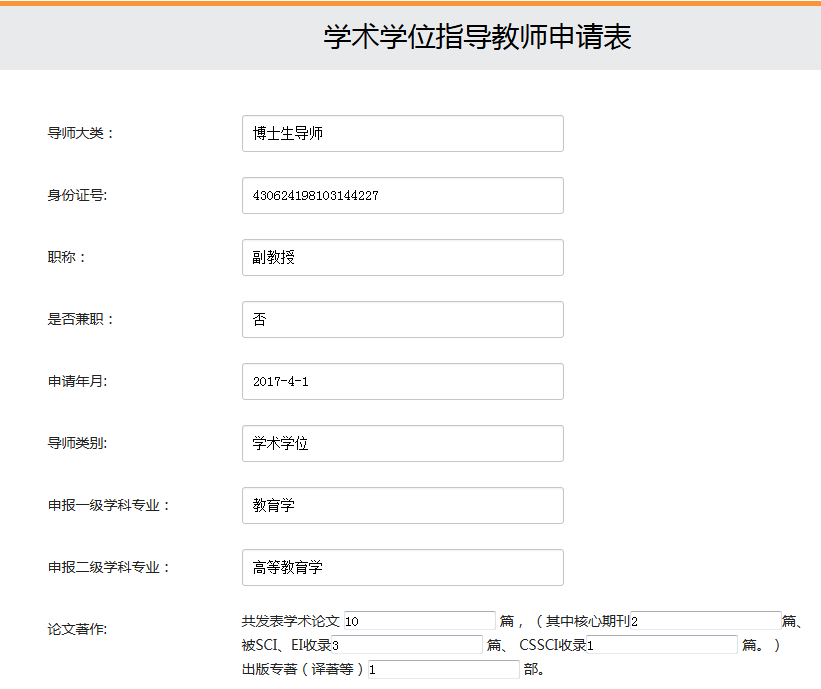 学术学位指导教师申请表
导师大类： 博士生导师
身份证号: 430624198103144227
职称： 副教授
是否兼职： 否
申请年月: 2017-4-1
导师类别: 学术学位
申报一级学科专业： 教育学
申报二级学科专业： 高等教育学
论文著作: 共发表学术论文 10 篇，（其中核心期刊2 篇、
被SCI、EI收录3 篇、 CSSCI收录1 篇。）
出版专著（译著等）1 部。